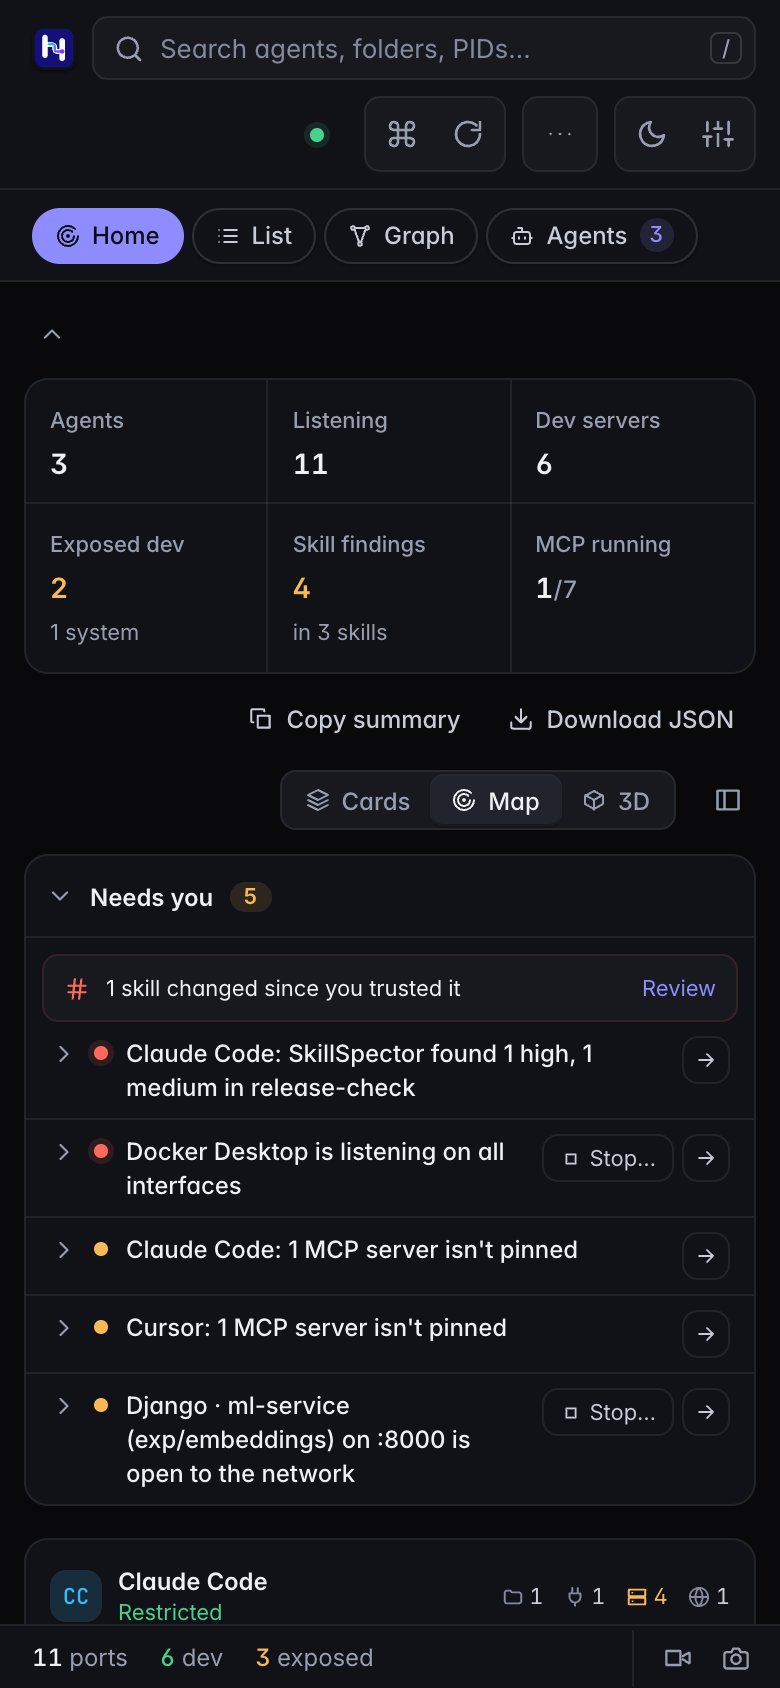 Search agents, folders, PIDs...
/
...
Home
List
Graph
Agents 3
Agents
3
Listening
11
Dev servers
6
Exposed dev
2
1 system
Skill findings
4
in 3 skills
MCP running
1/7
Copy summary
Download JSON
Cards
Map
3D
Needs you 5
# 1 skill changed since you trusted it
Review
Claude Code: SkillSpector found 1 high, 1
medium in release-check
Docker Desktop is listening on all
interfaces
Stop...
Claude Code: 1 MCP server isn't pinned
Cursor: 1 MCP server isn't pinned
Django · ml-service
(exp/embeddings) on :8000 is
open to the network
Stop...
CC
Claude Code
Restricted
1
1
4
1
11 ports
6 dev
3 exposed